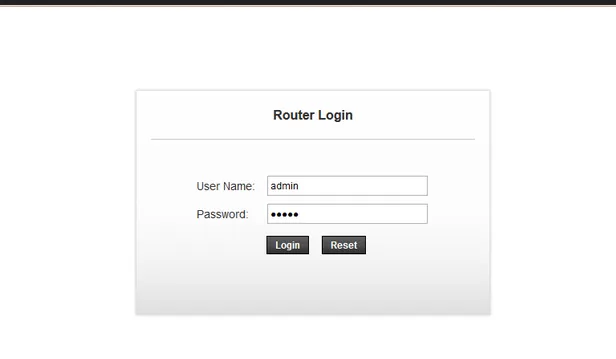 Router Login
User Name: admin
Password: •••••
Login Reset